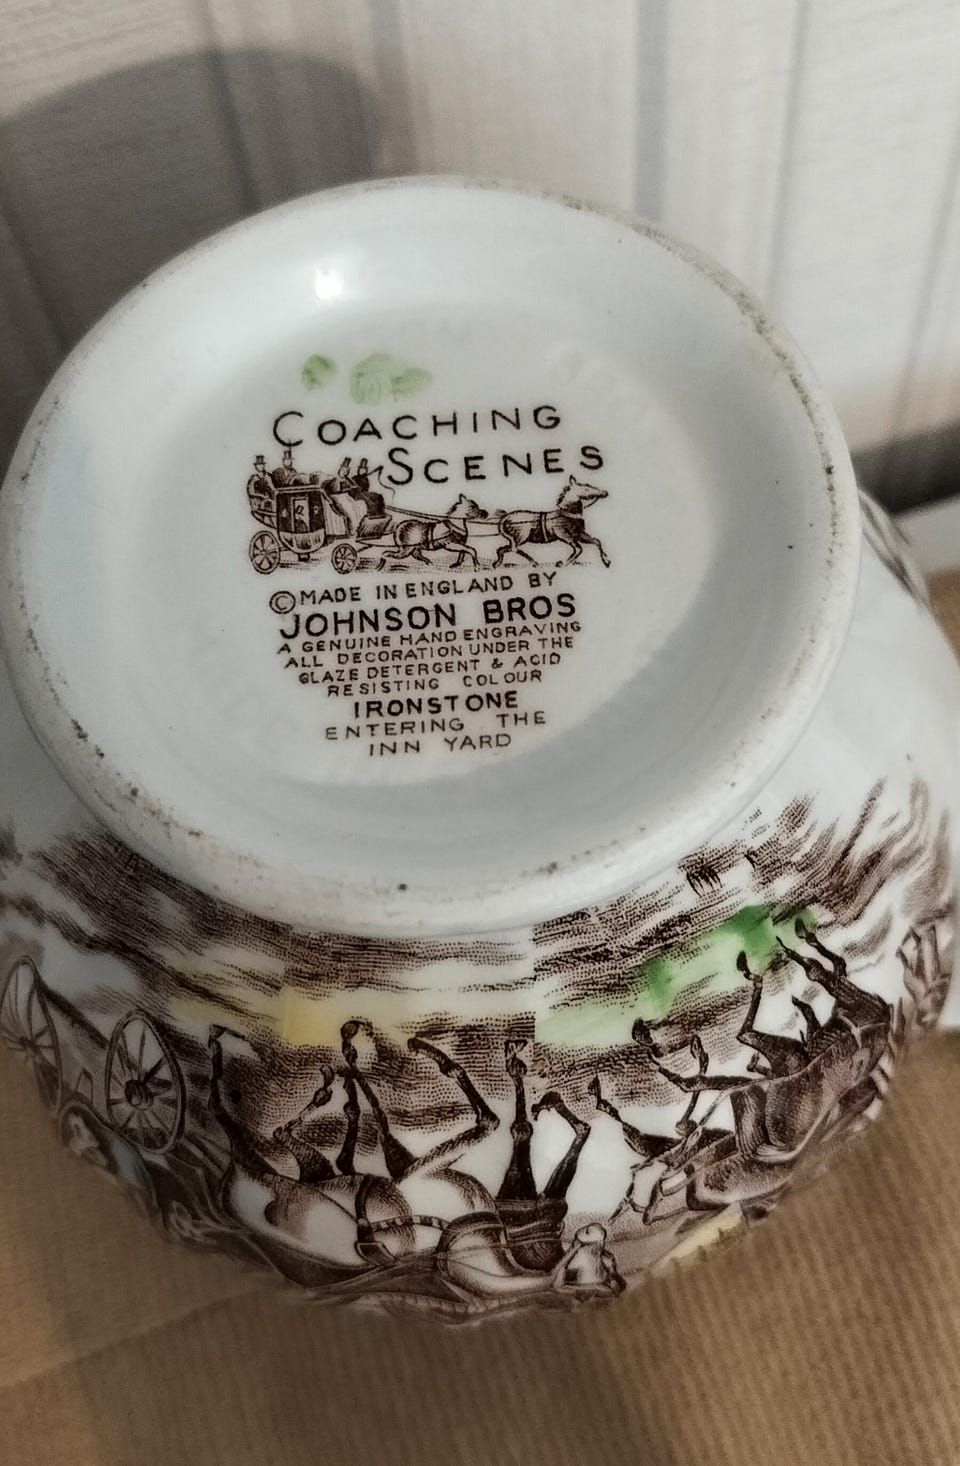 COACHING
SCENES
© MADE IN ENGLAND BY
JOHNSON BROS
A GENUINE HAND ENGRAVING
ALL DECORATION UNDER THE
GLAZE DETERGENT & ACID
RESISTING COLOUR
IRONSTONE
ENTERING THE
INN YARD